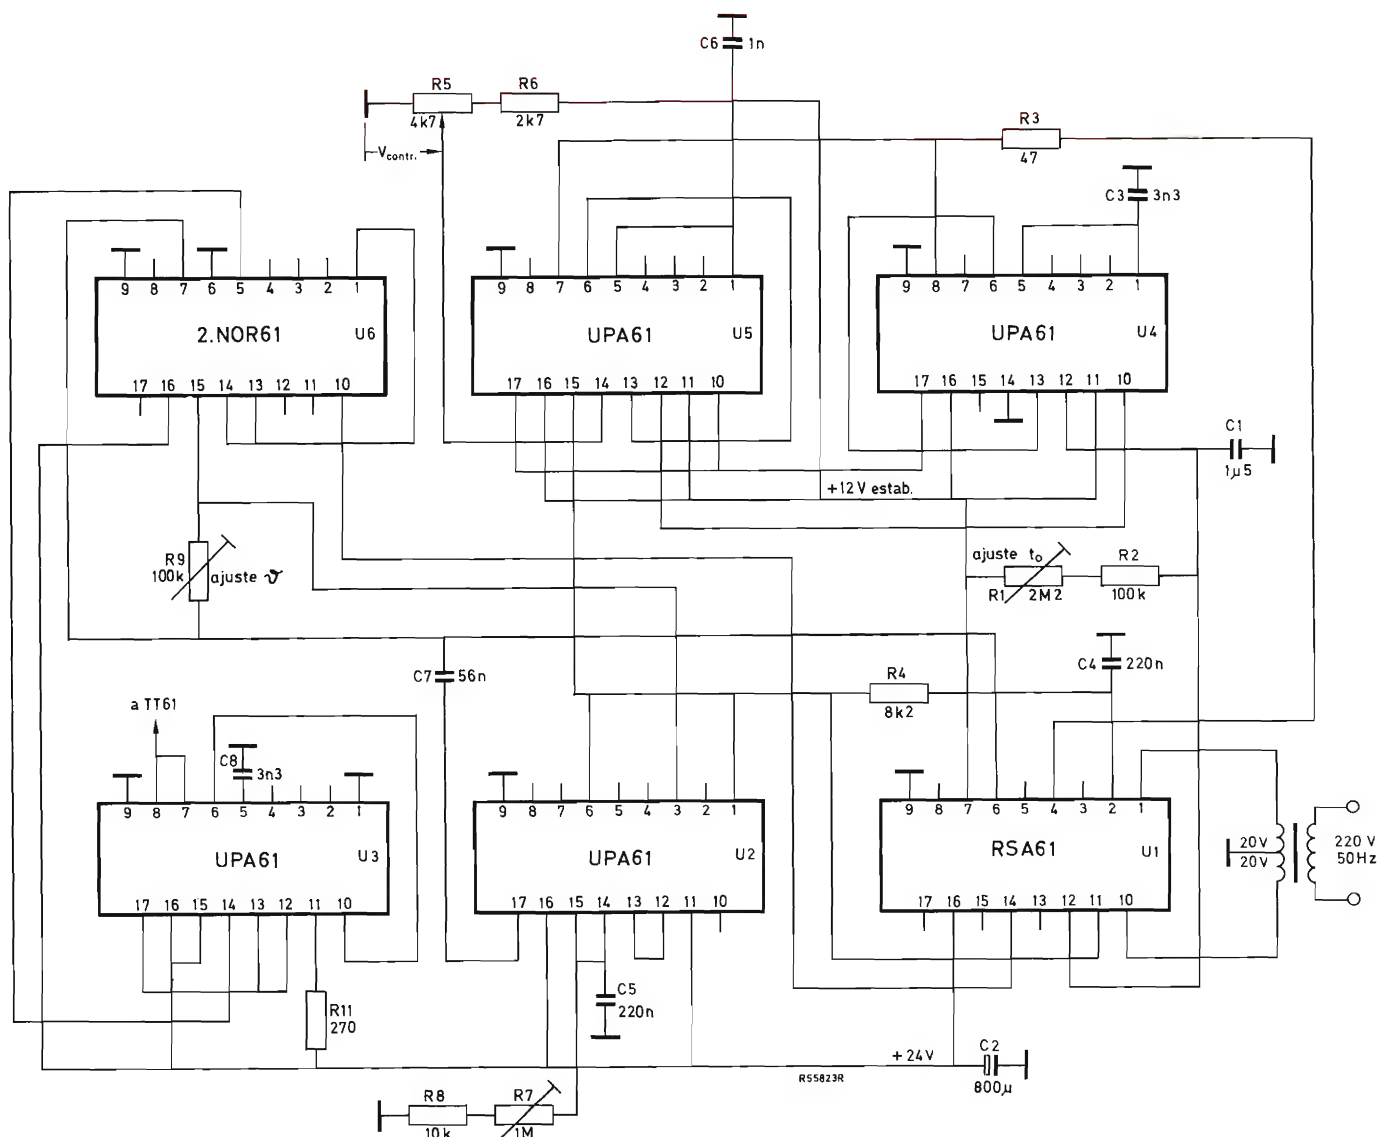 C6 1n
R5 R6
4k7 2k7
R3
47
Vcontr.
C3 3n3
9 8 7 6 5 4 3 2 1
2.NOR61 U6
17 16 15 14 13 12 11 10
9 8 7 6 5 4 3 2 1
UPA61 U5
17 16 15 14 13 12 11 10
9 8 7 6 5 4 3 2 1
UPA61 U4
17 16 15 14 13 12 11 10
C1
1µ5
+12V estab.
R9
100k ajuste ϑ
ajuste t₀ R2
R1 2M2 100k
C7 56n
C4 220n
R4
8k2
a TT61
C8
3n3
9 8 7 6 5 4 3 2 1
UPA61 U3
17 16 15 14 13 12 11 10
9 8 7 6 5 4 3 2 1
UPA61 U2
17 16 15 14 13 12 11 10
9 8 7 6 5 4 3 2 1
RSA61 U1
17 16 15 14 13 12 11 10
20V
20V
220 V
50Hz
R11
270
C5
220n
+24V
C2
800µ
RS5823R
R8 R7
10k 1M